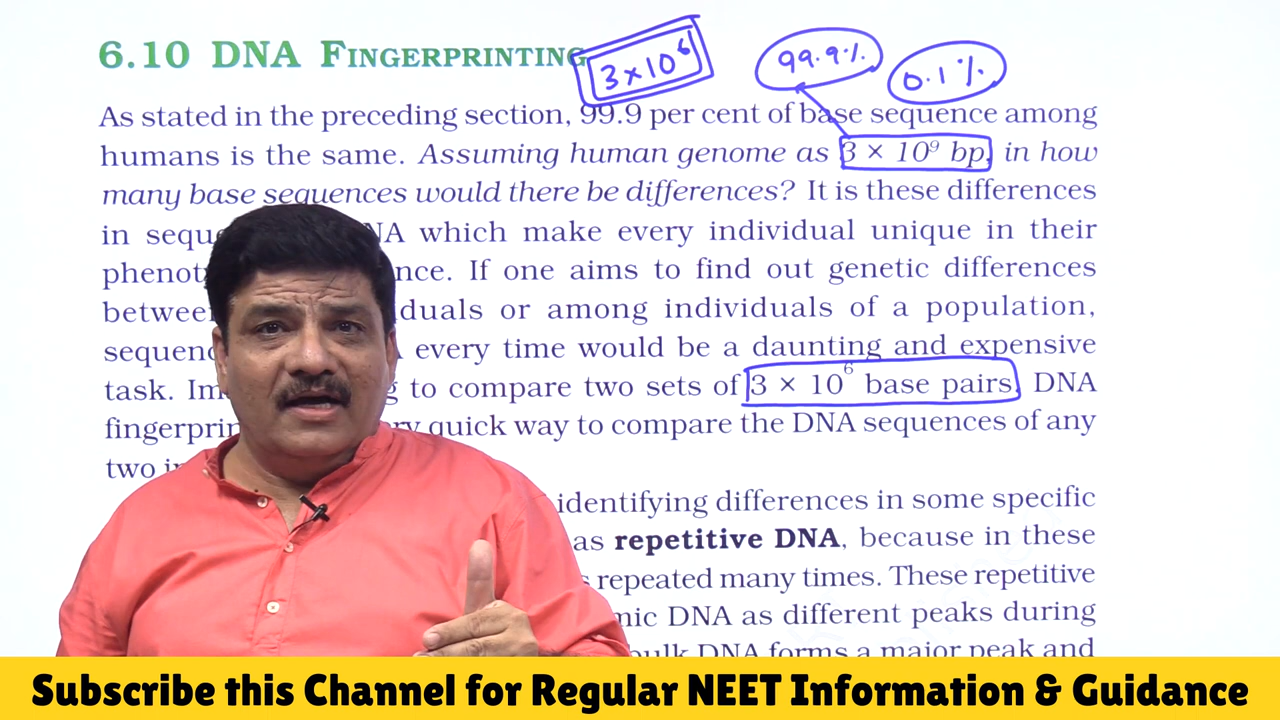 6.10 DNA FINGERPRINTING
3 × 10⁶
99.9%
0.1%
As stated in the preceding section, 99.9 per cent of base sequence among
humans is the same. Assuming human genome as 3 × 10⁹ bp, in how
many base sequences would there be differences? It is these differences
in sequ NA which make every individual unique in their
phenot nce. If one aims to find out genetic differences
betwee duals or among individuals of a population,
sequenc every time would be a daunting and expensive
task. Im g to compare two sets of 3 × 10⁶ base pairs. DNA
fingerprin ry quick way to compare the DNA sequences of any
two i
identifying differences in some specific
as repetitive DNA, because in these
s repeated many times. These repetitive
mic DNA as different peaks during
bulk DNA forms a major peak and
Subscribe this Channel for Regular NEET Information & Guidance